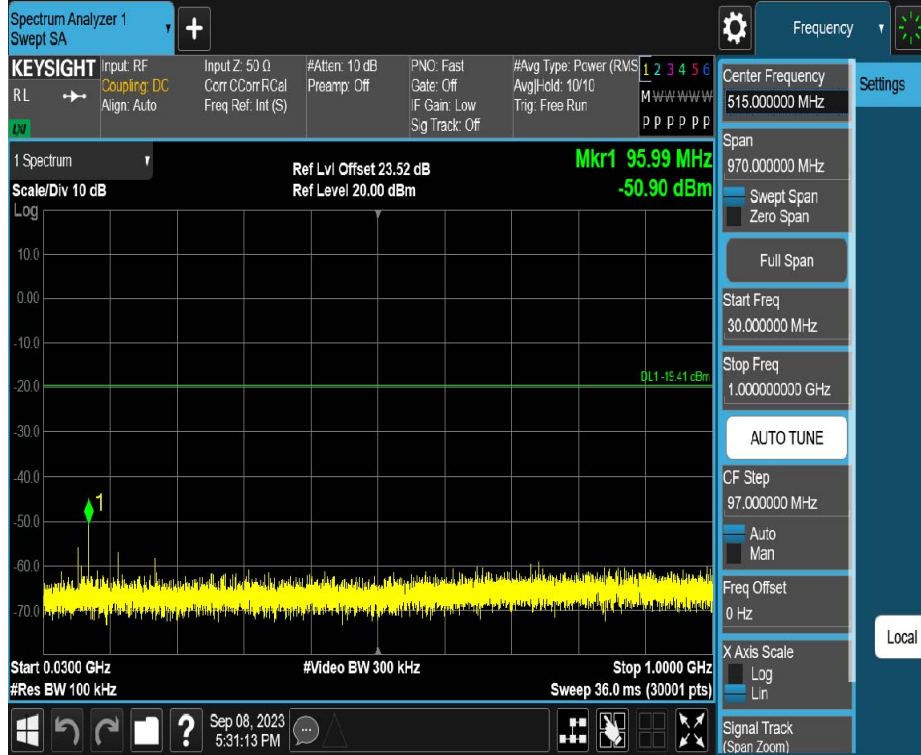 Spectrum Analyzer 1
Swept SA
+
Frequency
KEYSIGHT
RL
LXI
Input: RF
Coupling: DC
Align: Auto
Input Z: 50 Ω
Corr CCorr RCal
Freq Ref: Int (S)
#Atten: 10 dB
Preamp: Off
PNO: Fast
Gate: Off
IF Gain: Low
Sig Track: Off
#Avg Type: Power (RMS
Avg|Hold: 10/10
Trig: Free Run
1 2 3 4 5 6
M W W W W W
P P P P P P
1 Spectrum
Scale/Div 10 dB
Log
Ref Lvl Offset 23.52 dB
Ref Level 20.00 dBm
Mkr1 95.99 MHz
-50.90 dBm
10.0
0.00
-10.0
-20.0
-30.0
-40.0
-50.0
-60.0
-70.0
DL1 -19.41 dBm
1
Start 0.0300 GHz
#Res BW 100 kHz
#Video BW 300 kHz
Stop 1.0000 GHz
Sweep 36.0 ms (30001 pts)
?
Sep 08, 2023
5:31:13 PM
Center Frequency
515.000000 MHz
Span
970.000000 MHz
Swept Span
Zero Span
Full Span
Start Freq
30.000000 MHz
Stop Freq
1.000000000 GHz
AUTO TUNE
CF Step
97.000000 MHz
Auto
Man
Freq Offset
0 Hz
X Axis Scale
Log
Lin
Signal Track
(Span Zoom)
Settings
Local